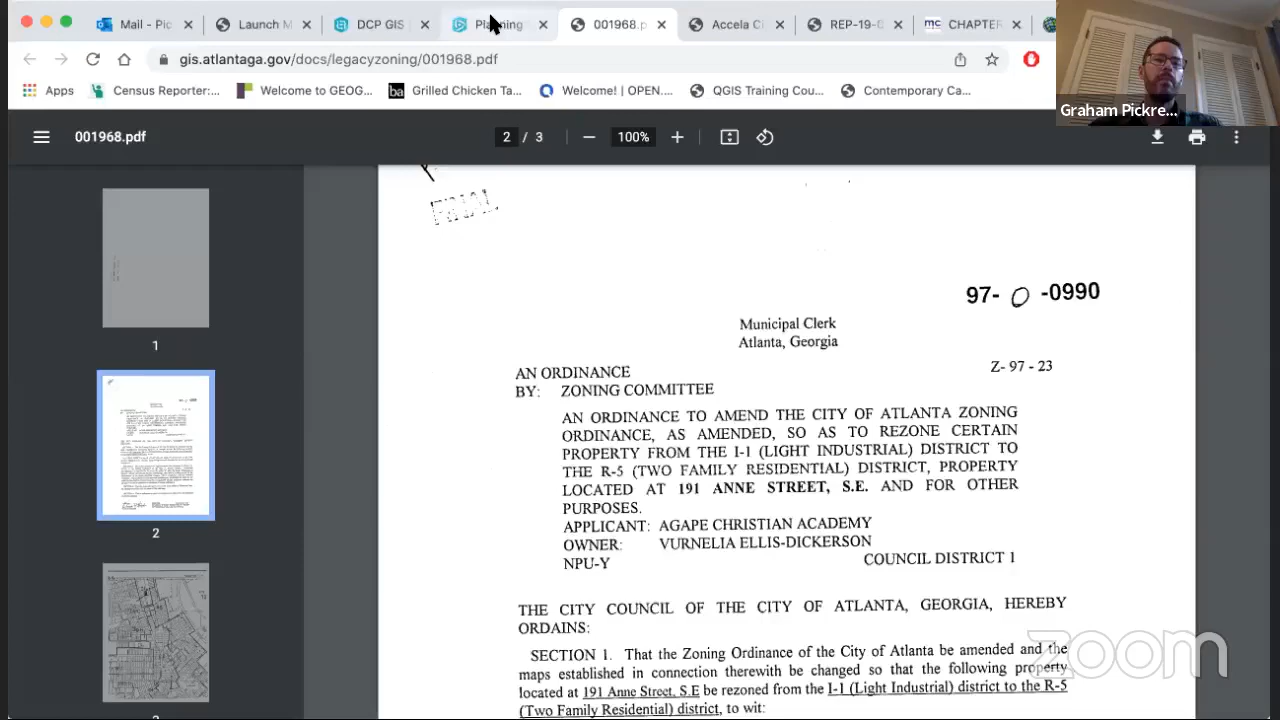 Mail - Pic
Launch M
DCP GIS
Planning
001968.p
Accela Ci
REP-19-0
mc CHAPTER
gis.atlantaga.gov/docs/legacyzoning/001968.pdf
Apps
Census Reporter:...
Welcome to GEOG...
ba Grilled Chicken Ta...
Welcome! | OPEN....
QGIS Training Cou...
Contemporary Ca...
Graham Pickre...
001968.pdf
2 / 3
100%
1
2
97- O -0990
Municipal Clerk
Atlanta, Georgia
AN ORDINANCE
Z- 97 - 23
BY: ZONING COMMITTEE
AN ORDINANCE TO AMEND THE CITY OF ATLANTA ZONING
ORDINANCE, AS AMENDED, SO AS TO REZONE CERTAIN
PROPERTY FROM THE I-1 (LIGHT INDUSTRIAL) DISTRICT TO
THE R-5 (TWO FAMILY RESIDENTIAL) DISTRICT, PROPERTY
LOCATED AT 191 ANNE STREET, S.E. AND FOR OTHER
PURPOSES.
APPLICANT: AGAPE CHRISTIAN ACADEMY
OWNER: VURNELIA ELLIS-DICKERSON
NPU-Y COUNCIL DISTRICT 1
THE CITY COUNCIL OF THE CITY OF ATLANTA, GEORGIA, HEREBY
ORDAINS:
SECTION 1. That the Zoning Ordinance of the City of Atlanta be amended and the
maps established in connection therewith be changed so that the following property
located at 191 Anne Street, S.E be rezoned from the I-1 (Light Industrial) district to the R-5
(Two Family Residential) district, to wit:
zoom